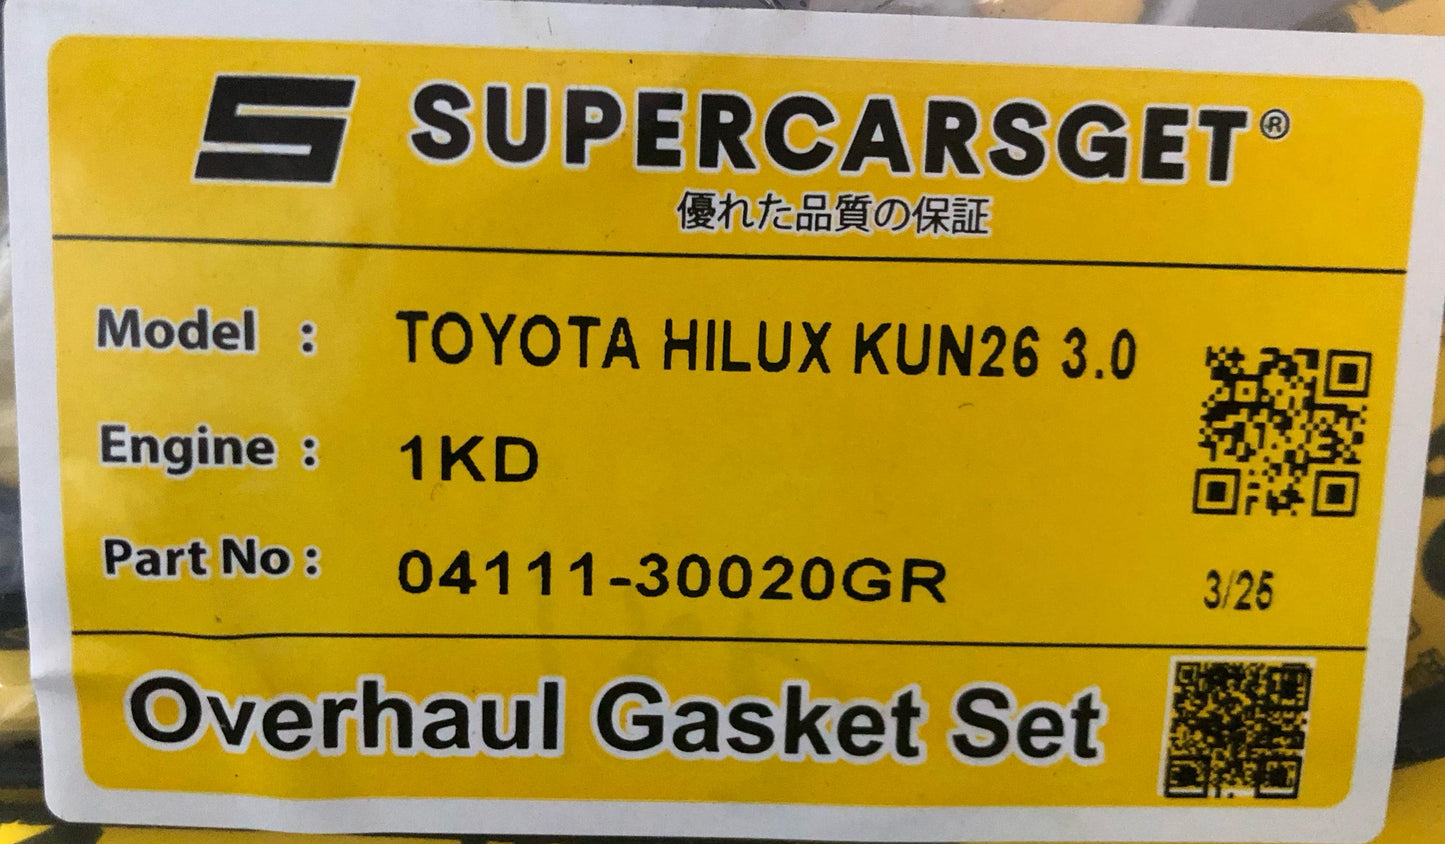 SUPERCARSGET®
優れた品質の保証
Model : TOYOTA HILUX KUN26 3.0
Engine : 1KD
Part No : 04111-30020GR
3/25
Overhaul Gasket Set